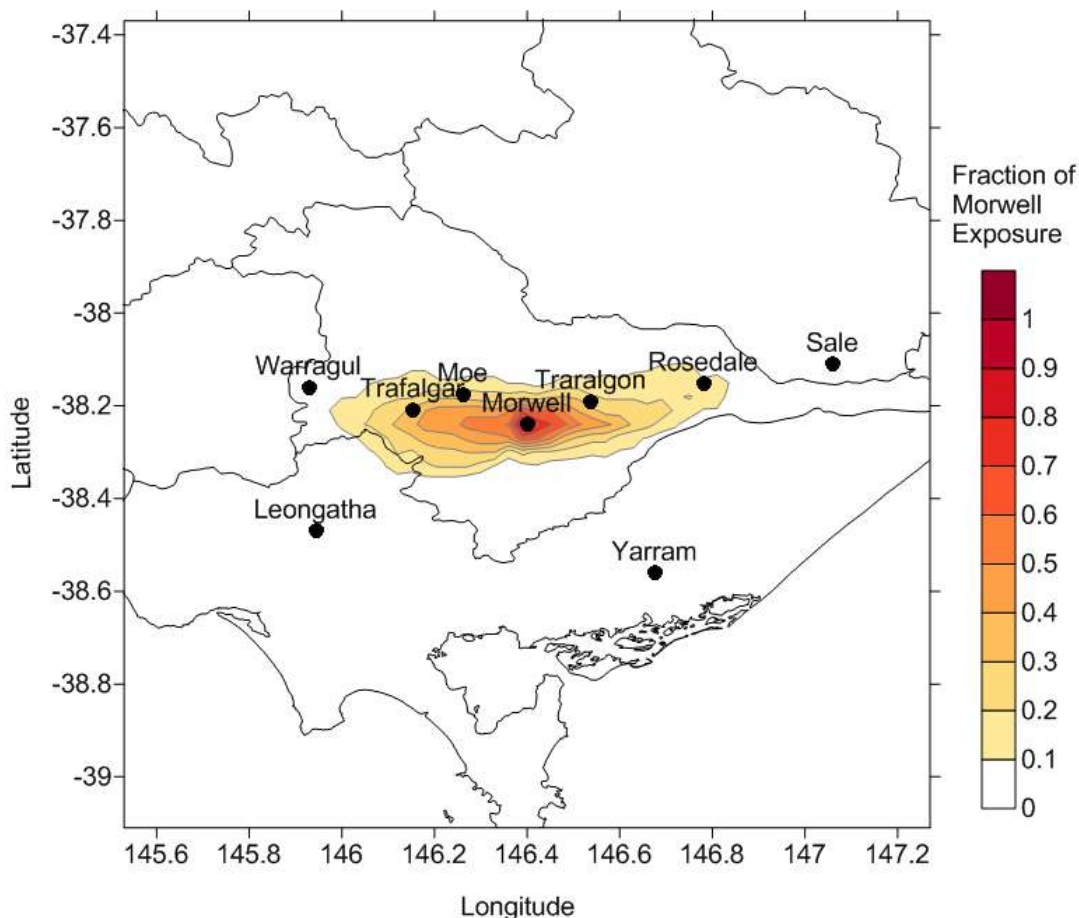 -37.4
-37.6
-37.8
-38
-38.2
-38.4
-38.6
-38.8
-39
Latitude
Sale
Rosedale
Warragul
Moe
Trafalgar
Traralgon
Morwell
Leongatha
Yarram
145.6
145.8
146
146.2
146.4
146.6
146.8
147
147.2
Longitude
Fraction of
Morwell
Exposure
1
0.9
0.8
0.7
0.6
0.5
0.4
0.3
0.2
0.1
0